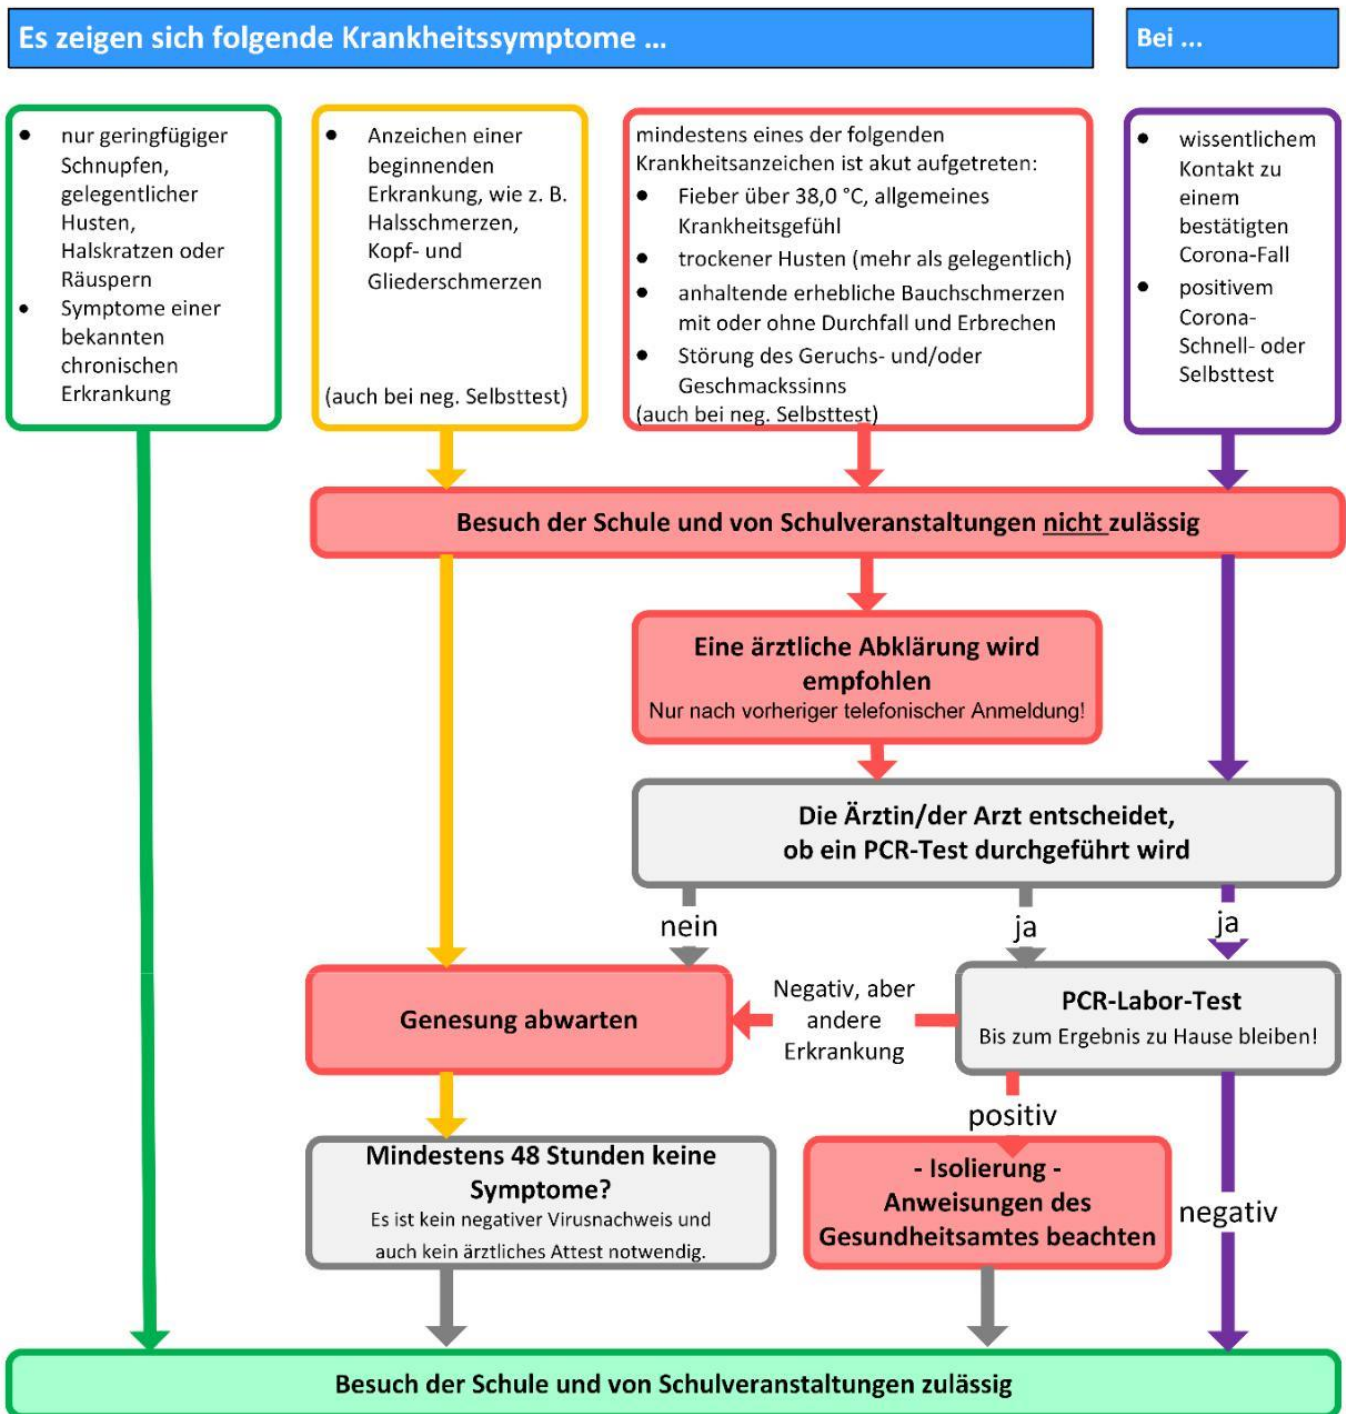 Es zeigen sich folgende Krankheitssymptome ...
Bei ...
● nur geringfügiger
Schnupfen,
gelegentlicher
Husten,
Halskratzen oder
Räuspern
● Symptome einer
bekannten
chronischen
Erkrankung
● Anzeichen einer
beginnenden
Erkrankung, wie z. B.
Halsschmerzen,
Kopf- und
Gliederschmerzen
(auch bei neg. Selbsttest)
mindestens eines der folgenden
Krankheitsanzeichen ist akut aufgetreten:
● Fieber über 38,0 °C, allgemeines
Krankheitsgefühl
● trockener Husten (mehr als gelegentlich)
● anhaltende erhebliche Bauchschmerzen
mit oder ohne Durchfall und Erbrechen
● Störung des Geruchs- und/oder
Geschmackssinns
(auch bei neg. Selbsttest)
● wissentlichem
Kontakt zu
einem
bestätigten
Corona-Fall
● positivem
Corona-
Schnell- oder
Selbsttest
Besuch der Schule und von Schulveranstaltungen nicht zulässig
Eine ärztliche Abklärung wird
empfohlen
Nur nach vorheriger telefonischer Anmeldung!
Die Ärztin/der Arzt entscheidet,
ob ein PCR-Test durchgeführt wird
nein
ja
ja
Genesung abwarten
Negativ, aber
andere
Erkrankung
PCR-Labor-Test
Bis zum Ergebnis zu Hause bleiben!
positiv
Mindestens 48 Stunden keine
Symptome?
Es ist kein negativer Virusnachweis und
auch kein ärztliches Attest notwendig.
- Isolierung -
Anweisungen des
Gesundheitsamtes beachten
negativ
Besuch der Schule und von Schulveranstaltungen zulässig